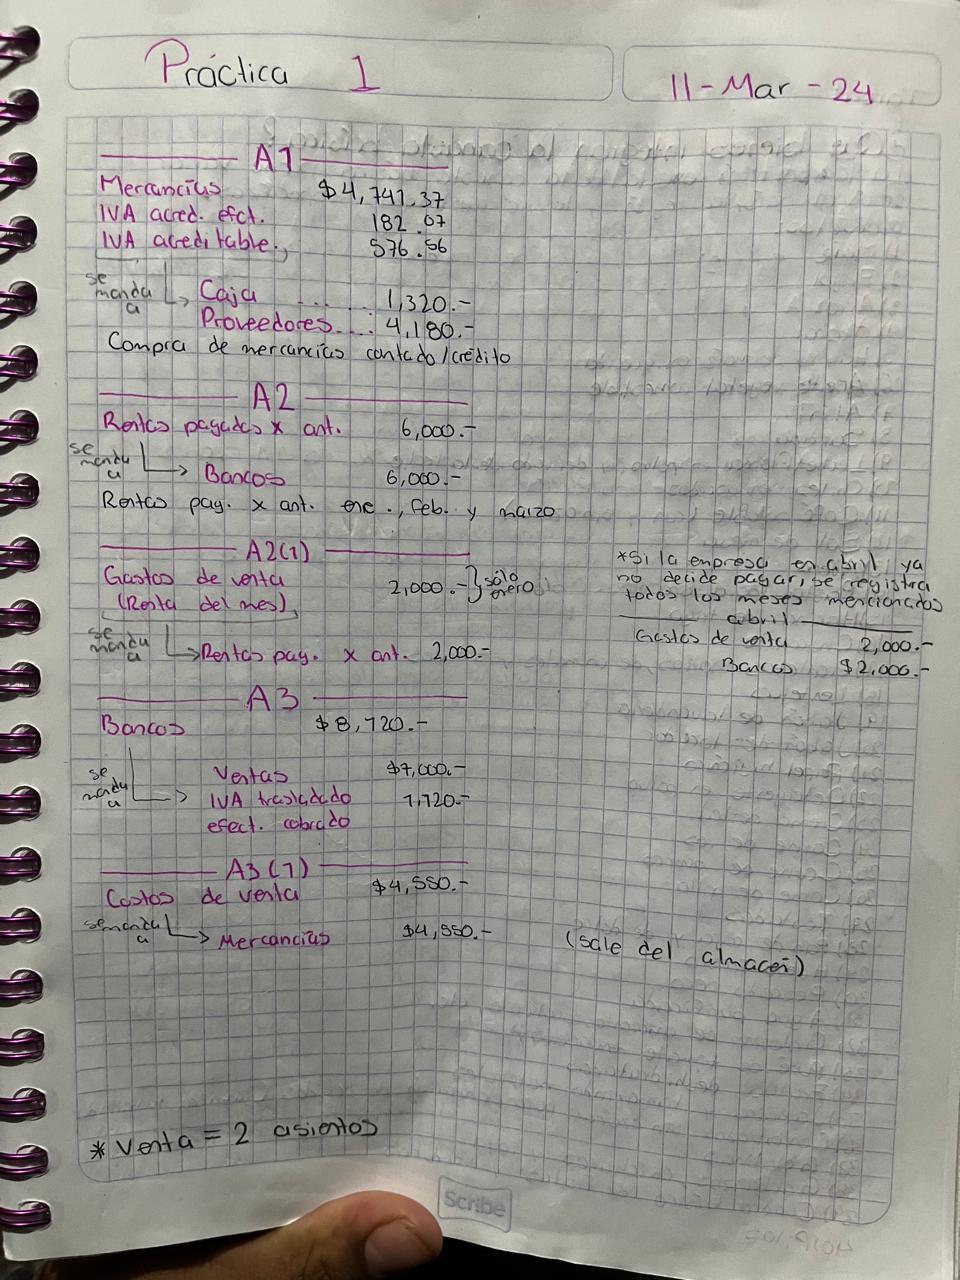 Práctica 1
11-Mar-24
A1
Mercancías $4,741.37
IVA acred. efct. 182.07
IVA acreditable. 576.56
se manda a → Caja .... 1,320.-
Proveedores....: 4,180.-
Compra de mercancías contado/crédito
A2
Rentas pagadas x ant. 6,000.-
se manda a → Bancos 6,000.-
Rentas pag. x ant. ene., feb. y marzo
A2(1)
Gastos de venta 2,000.- } sólo enero
(Renta del mes)
se manda a → Rentas pag. x ant. 2,000.-
*Si la empresa en abril ya
no decide pagar, se registra
todos los meses mencionados
abril
Gastos de venta 2,000.-
Bancos $2,000.-
A3
Bancos $8,720.-
se manda a → Ventas $7,000.-
IVA trasladado 1,720.-
efect. cobrado
A3(1)
Costos de venta $4,550.-
se manda a → Mercancías $4,550.-
(sale del almacén)
* Venta = 2 asientos
Scribe